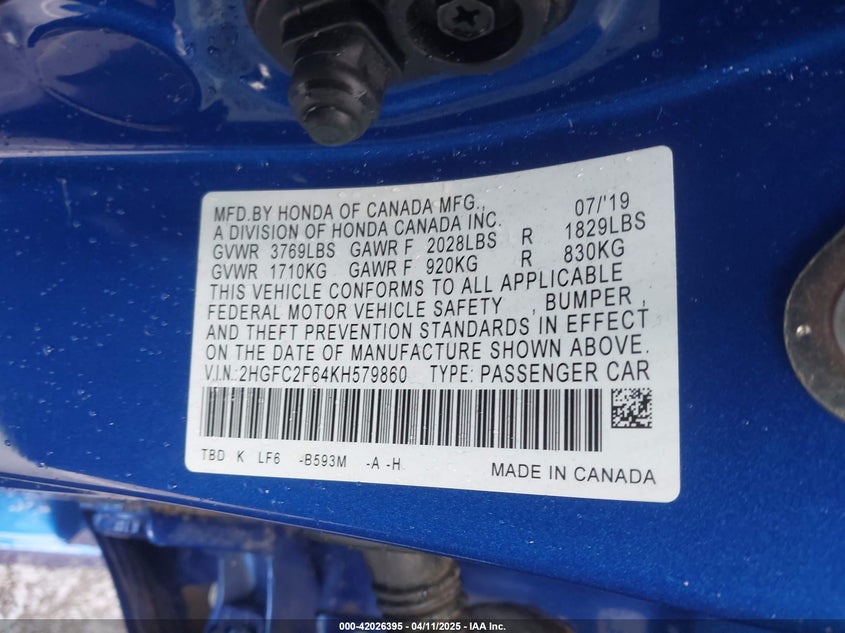 MFD.BY HONDA OF CANADA MFG., 07/'19
A DIVISION OF HONDA CANADA INC.
GVWR 3769LBS GAWR F 2028LBS R 1829LBS
GVWR 1710KG GAWR F 920KG R 830KG
THIS VEHICLE CONFORMS TO ALL APPLICABLE
FEDERAL MOTOR VEHICLE SAFETY , BUMPER ,
AND THEFT PREVENTION STANDARDS IN EFFECT
ON THE DATE OF MANUFACTURE SHOWN ABOVE.
V.I.N.:2HGFC2F64KH579860 TYPE: PASSENGER CAR
TBD K LF6 -B593M -A -H
MADE IN CANADA
000-42026395 - 04/11/2025 - IAA Inc.